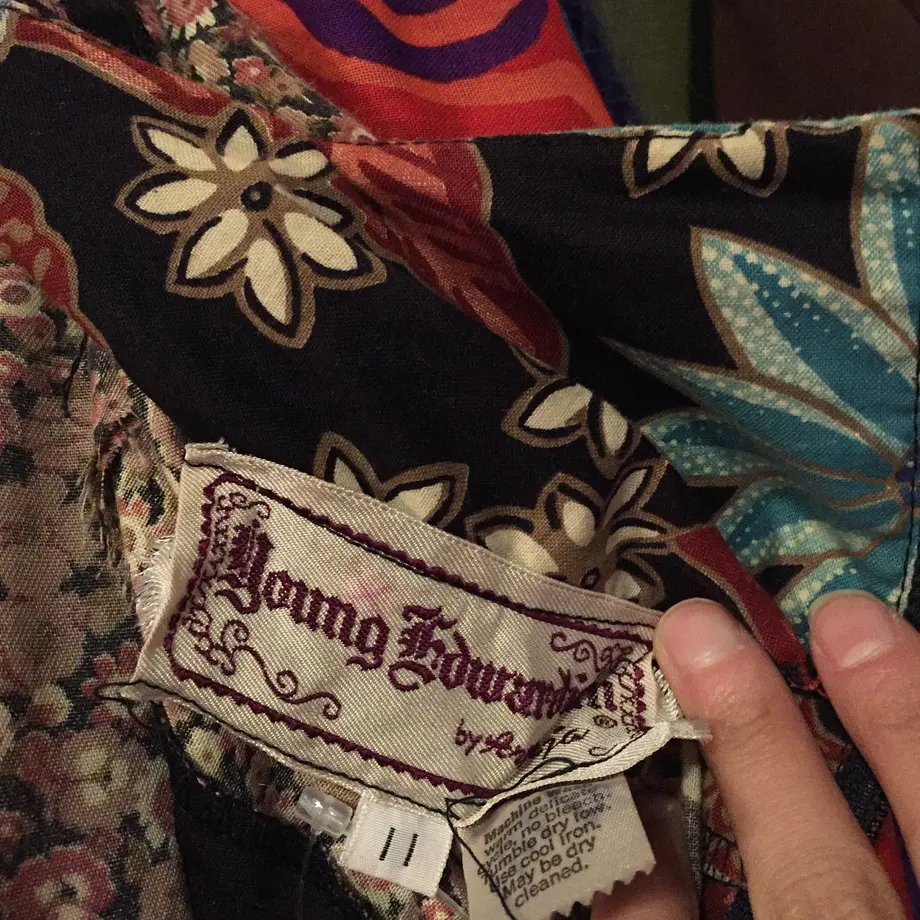 Young Edwardian
by Arpeja ®
11
Machine wash
warm delicate
cycle, no bleach,
tumble dry low.
Use cool iron.
May be dry
cleaned.